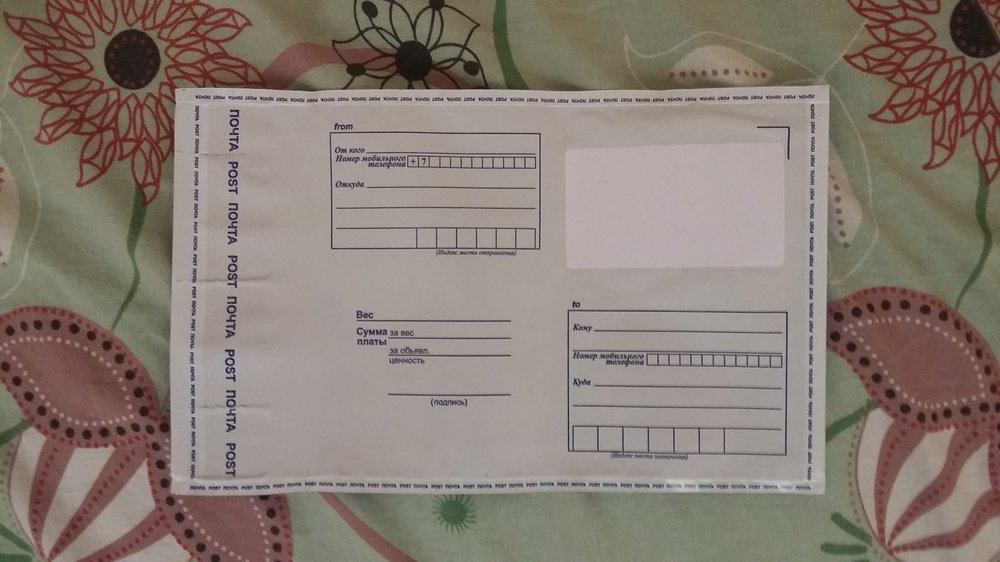 ПОЧТА POST ПОЧТА POST ПОЧТА POST ПОЧТА POST
from
От кого
Номер мобильного
телефона +7
Откуда
(Индекс места отправления)
Вес
Сумма за вес
платы
за объявл.
ценность
(подпись)
to
Кому
Номер мобильного
телефона
Куда
(Индекс места назначения)